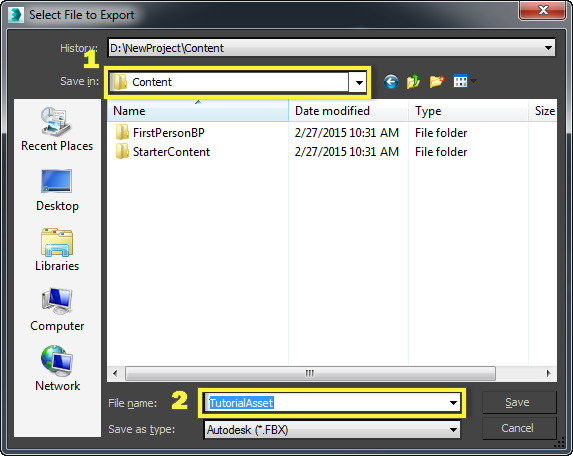 Select File to Export
History: D:\NewProject\Content
1
Save in: Content
Name Date modified Type Size
FirstPersonBP 2/27/2015 10:31 AM File folder
StarterContent 2/27/2015 10:31 AM File folder
Recent Places
Desktop
Libraries
Computer
Network
2
File name: TutorialAsset Save
Save as type: Autodesk (*.FBX) Cancel